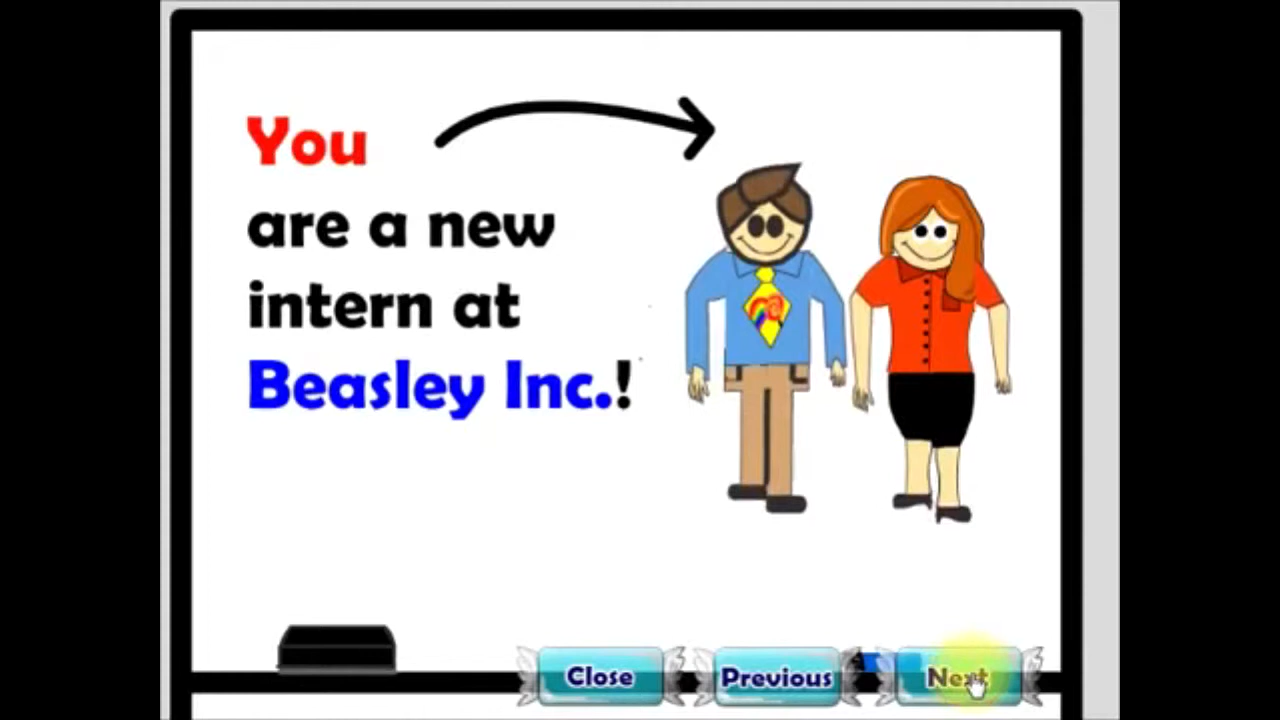 You
are a new
intern at
Beasley Inc.!
Close
Previous
Next